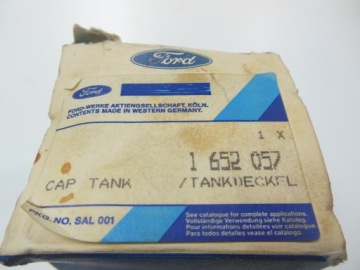 Ford
Ford
FORD-WERKE AKTIENGSELLSCHAFT, KÖLN.
CONTENTS MADE IN WESTERN GERMANY.
1 X
1 652 057
CAP TANK /TANKDECKEL
PKG. NO. SAL 001
See catalogue for complete applications.
Vollständige Verwendung siehe Katalog.
Pour informations détaillées voir catalogue
Para todos detalles vease el catalogo.